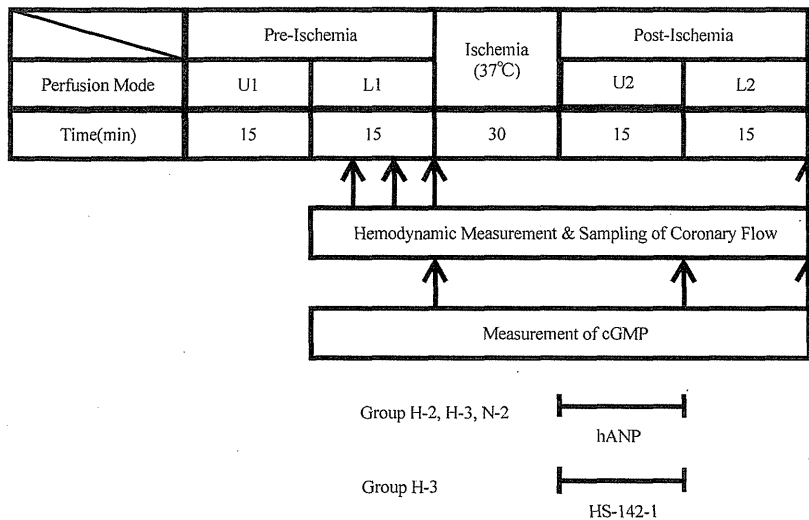 Pre-Ischemia
Ischemia
(37℃)
Post-Ischemia
Perfusion Mode
U1
L1
U2
L2
Time(min)
15
15
30
15
15
Hemodynamic Measurement & Sampling of Coronary Flow
Measurement of cGMP
Group H-2, H-3, N-2
hANP
Group H-3
HS-142-1